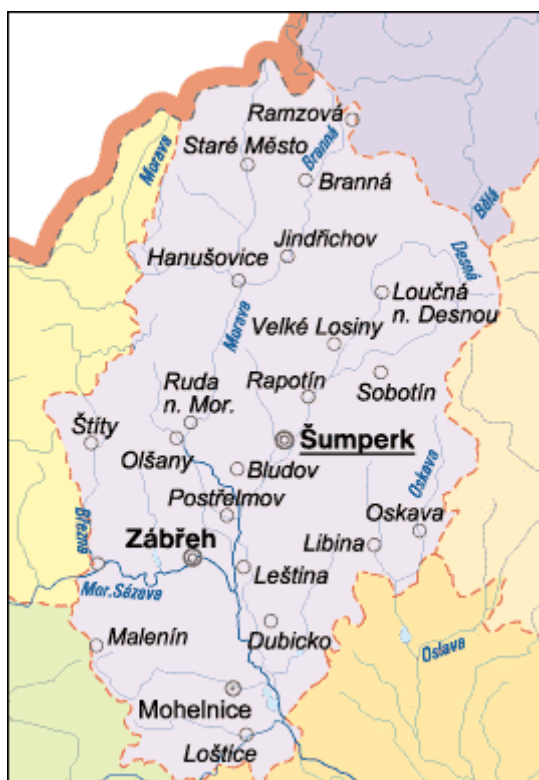 Ramzová
Staré Město
Branná
Morava
Branná
Bělá
Jindřichov
Desná
Hanušovice
Loučná
n. Desnou
Morava
Velké Losiny
Ruda
n. Mor.
Rapotín
Sobotín
Štíty
Olšany
Šumperk
Bludov
Oskava
Postřelmov
Březná
Zábřeh
Libina
Oskava
Leština
Mor. Sázava
Malenín
Dubicko
Oslava
Mohelnice
Loštice